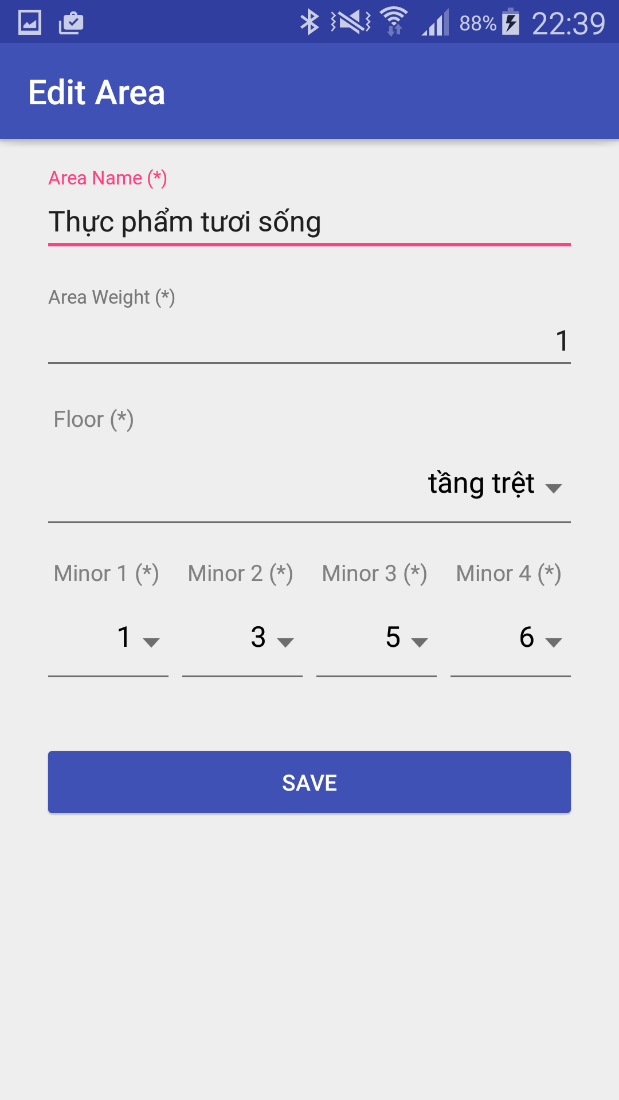 88% 22:39
Edit Area
Area Name (*)
Thực phẩm tươi sống
Area Weight (*)
1
Floor (*)
tầng trệt
Minor 1 (*) Minor 2 (*) Minor 3 (*) Minor 4 (*)
1 3 5 6
SAVE